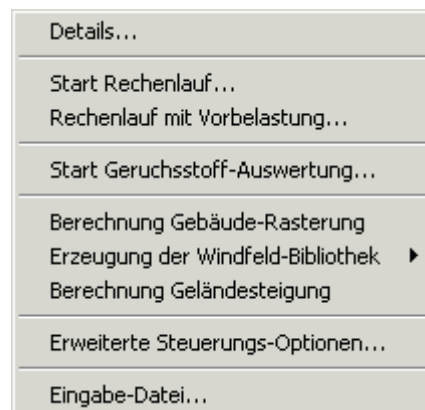 Details...
Start Rechenlauf...
Rechenlauf mit Vorbelastung...
Start Geruchsstoff-Auswertung...
Berechnung Gebäude-Rasterung
Erzeugung der Windfeld-Bibliothek
Berechnung Geländesteigung
Erweiterte Steuerungs-Optionen...
Eingabe-Datei...